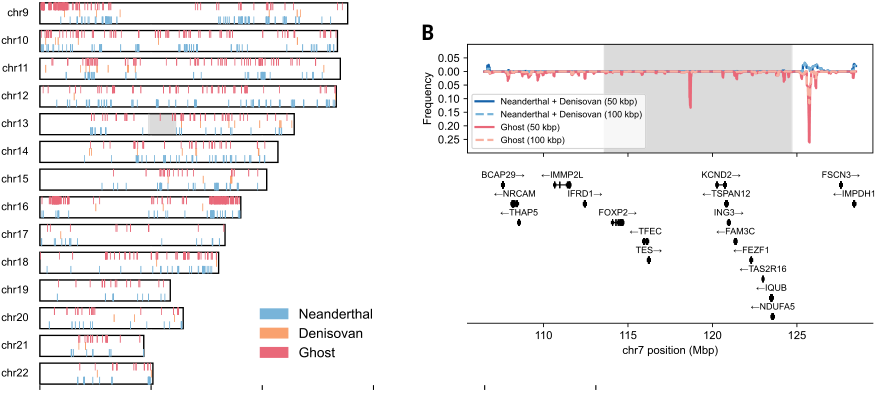 chr9
chr10
chr11
chr12
chr13
chr14
chr15
chr16
chr17
chr18
chr19
chr20
chr21
chr22
Neanderthal
Denisovan
Ghost
B
Frequency
0.05
0.00
0.05
0.10
0.15
0.20
0.25
Neanderthal + Denisovan (50 kbp)
Neanderthal + Denisovan (100 kbp)
Ghost (50 kbp)
Ghost (100 kbp)
BCAP29→ ←IMMP2L KCND2→ FSCN3→
←NRCAM IFRD1→ ←TSPAN12 ←IMPDH1
←THAP5 FOXP2→ ING3→
←TFEC ←FAM3C
TES→ ←FEZF1
←TAS2R16
←IQUB
←NDUFA5
110 115 120 125
chr7 position (Mbp)